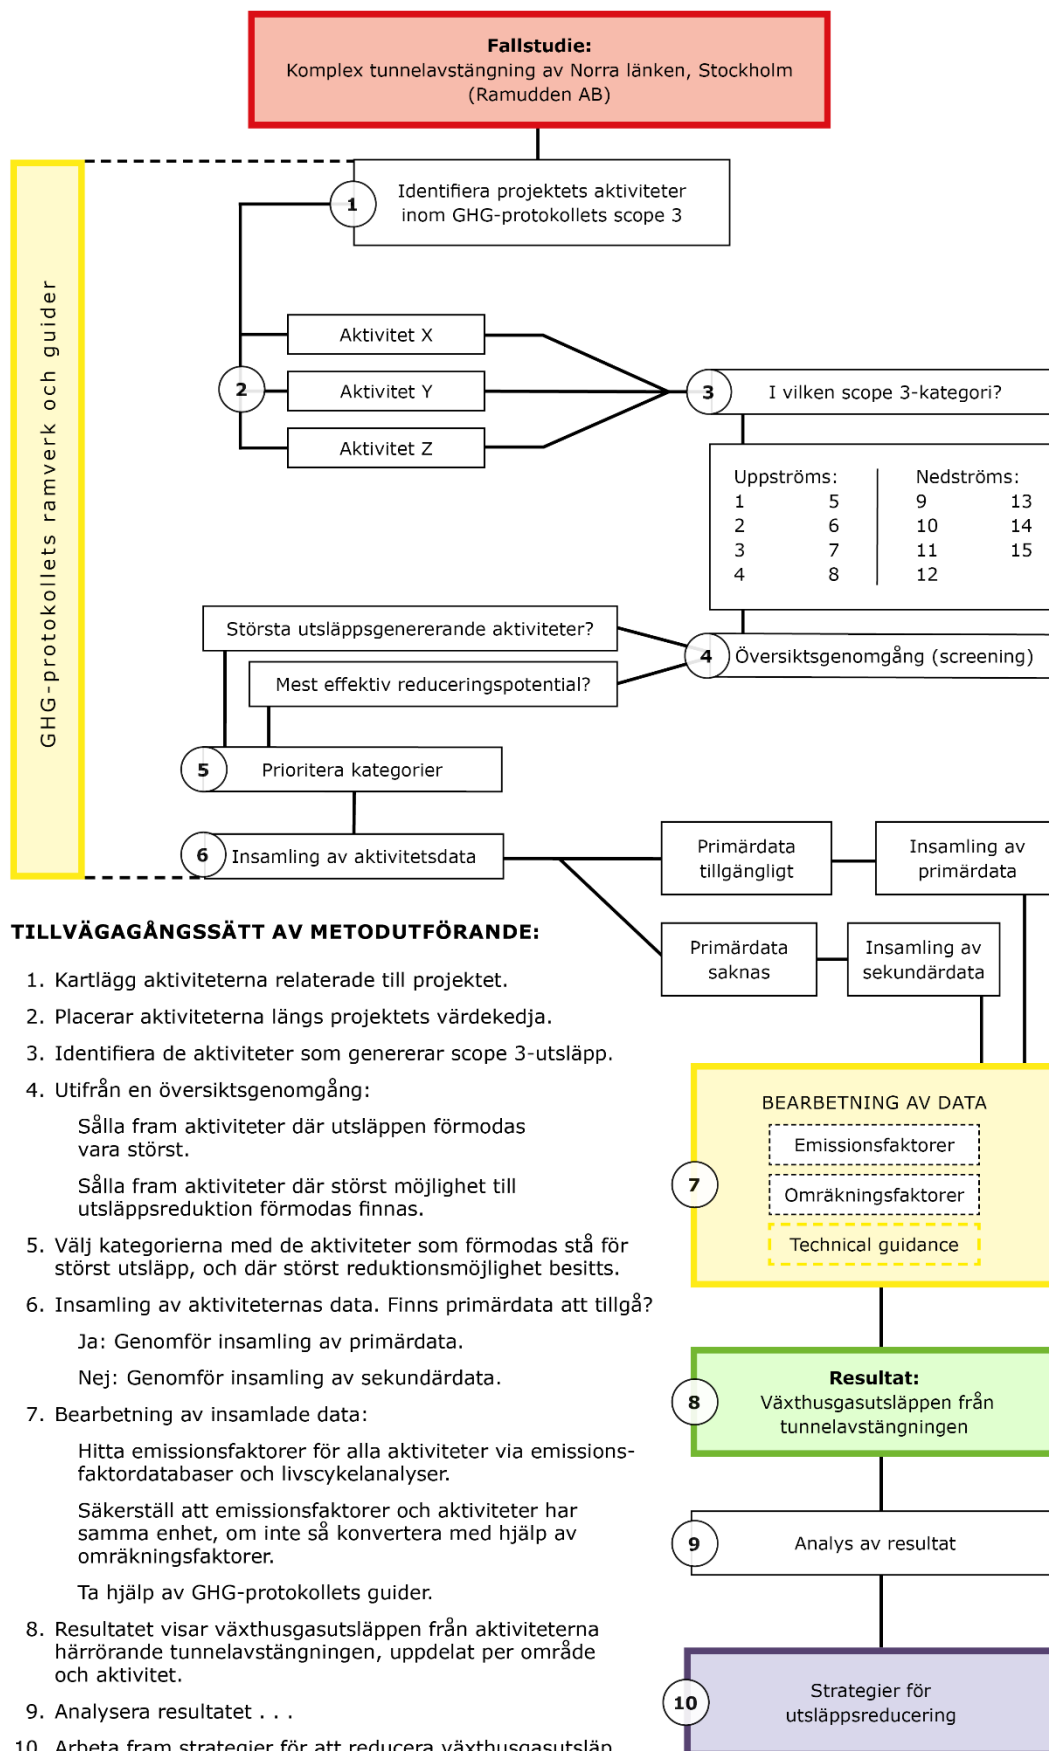 Fallstudie:
Komplex tunnelavstängning av Norra länken, Stockholm
(Ramudden AB)
GHG-protokollets ramverk och guider
1
Identifiera projektets aktiviteter
inom GHG-protokollets scope 3
2
Aktivitet X
Aktivitet Y
Aktivitet Z
3
I vilken scope 3-kategori?
Uppströms: Nedströms:
1 5 9 13
2 6 10 14
3 7 11 15
4 8 12
4
Översiktsgenomgång (screening)
Största utsläppsgenererande aktiviteter?
Mest effektiv reduceringspotential?
5
Prioritera kategorier
6
Insamling av aktivitetsdata
Primärdata
tillgängligt
Insamling av
primärdata
Primärdata
saknas
Insamling av
sekundärdata
7
BEARBETNING AV DATA
Emissionsfaktorer
Omräkningsfaktorer
Technical guidance
8
Resultat:
Växthusgasutsläppen från
tunnelavstängningen
9
Analys av resultat
10
Strategier för
utsläppsreducering
TILLVÄGAGÅNGSSÄTT AV METODUTFÖRANDE:
1. Kartlägg aktiviteterna relaterade till projektet.
2. Placerar aktiviteterna längs projektets värdekedja.
3. Identifiera de aktiviteter som genererar scope 3-utsläpp.
4. Utifrån en översiktsgenomgång:
Sålla fram aktiviteter där utsläppen förmodas
vara störst.
Sålla fram aktiviteter där störst möjlighet till
utsläppsreduktion förmodas finnas.
5. Välj kategorierna med de aktiviteter som förmodas stå för
störst utsläpp, och där störst reduktionsmöjlighet besitts.
6. Insamling av aktiviteternas data. Finns primärdata att tillgå?
Ja: Genomför insamling av primärdata.
Nej: Genomför insamling av sekundärdata.
7. Bearbetning av insamlade data:
Hitta emissionsfaktorer för alla aktiviteter via emissions-
faktordatabaser och livscykelanalyser.
Säkerställ att emissionsfaktorer och aktiviteter har
samma enhet, om inte så konvertera med hjälp av
omräkningsfaktorer.
Ta hjälp av GHG-protokollets guider.
8. Resultatet visar växthusgasutsläppen från aktiviteterna
härrörande tunnelavstängningen, uppdelat per område
och aktivitet.
9. Analysera resultatet . . .
10. Arbeta fram strategier för att reducera växthusgasutsläp